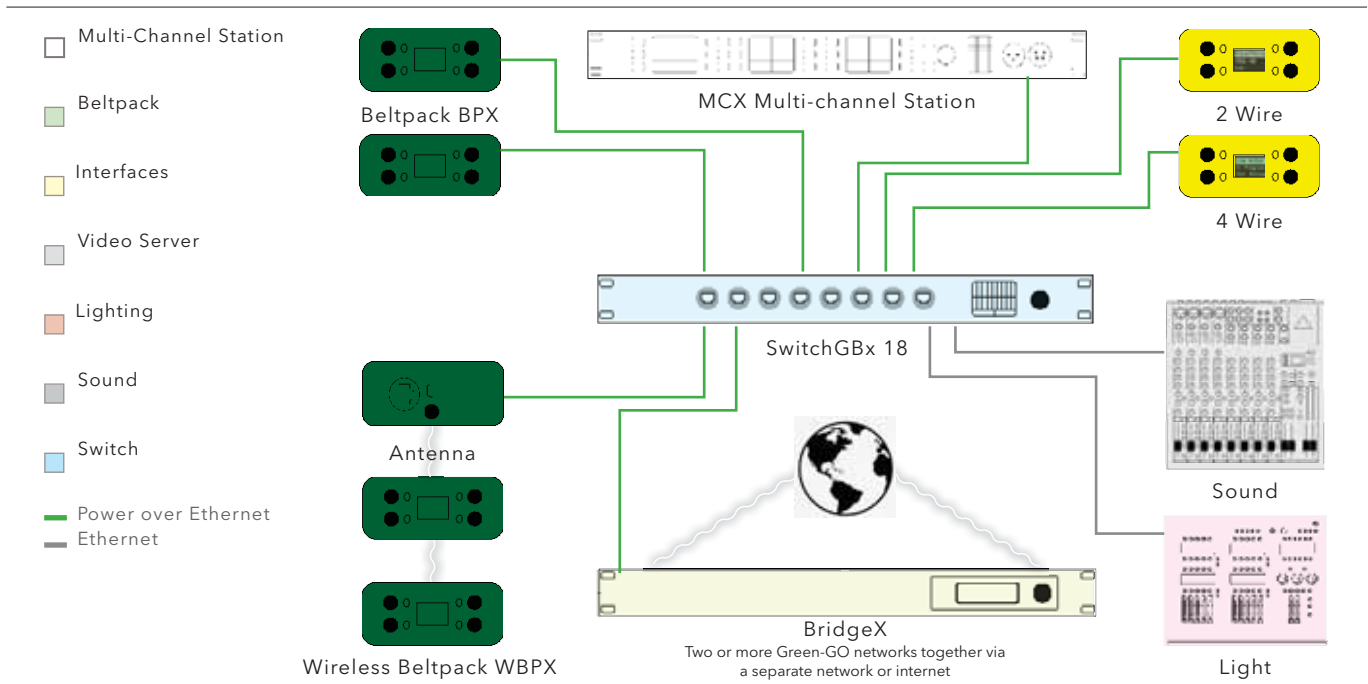 Multi-Channel Station
Beltpack
Interfaces
Video Server
Lighting
Sound
Switch
Power over Ethernet
Ethernet
Beltpack BPX
MCX Multi-channel Station
2 Wire
4 Wire
SwitchGBx 18
Antenna
Sound
BridgeX
Two or more Green-GO networks together via
a separate network or internet
Wireless Beltpack WBPX
Light